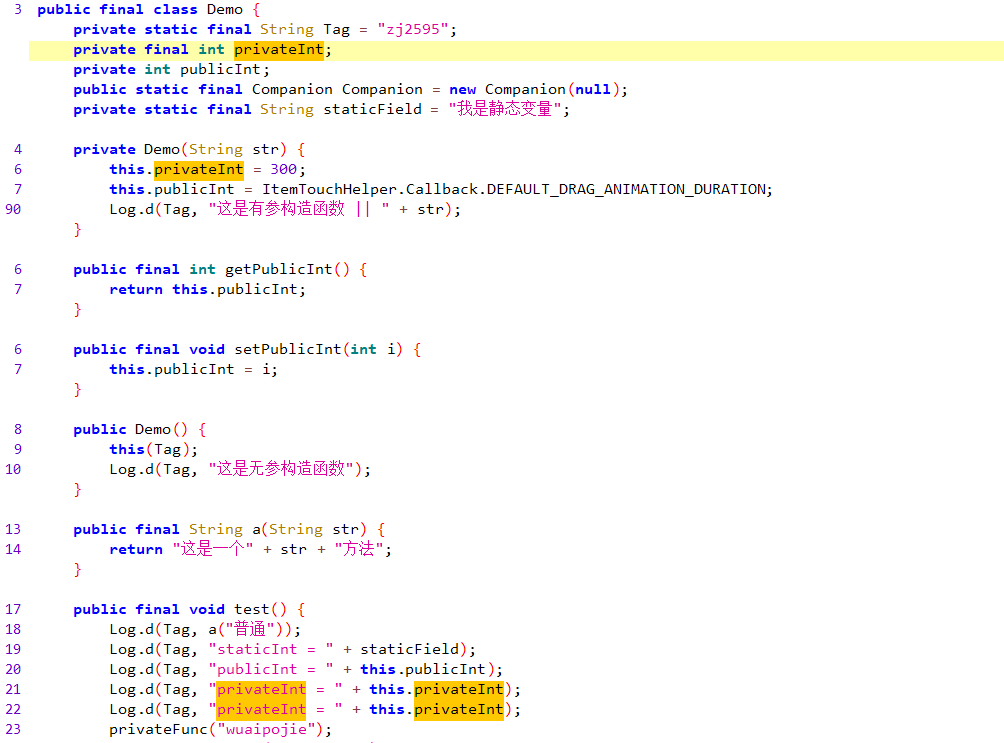 3 public final class Demo {
private static final String Tag = "zj2595";
private final int privateInt;
private int publicInt;
public static final Companion Companion = new Companion(null);
private static final String staticField = "我是静态变量";
4 private Demo(String str) {
6 this.privateInt = 300;
7 this.publicInt = ItemTouchHelper.Callback.DEFAULT_DRAG_ANIMATION_DURATION;
90 Log.d(Tag, "这是有参构造函数 || " + str);
}
6 public final int getPublicInt() {
7 return this.publicInt;
}
6 public final void setPublicInt(int i) {
7 this.publicInt = i;
}
8 public Demo() {
9 this(Tag);
10 Log.d(Tag, "这是无参构造函数");
}
13 public final String a(String str) {
14 return "这是一个" + str + "方法";
}
17 public final void test() {
18 Log.d(Tag, a("普通"));
19 Log.d(Tag, "staticInt = " + staticField);
20 Log.d(Tag, "publicInt = " + this.publicInt);
21 Log.d(Tag, "privateInt = " + this.privateInt);
22 Log.d(Tag, "privateInt = " + this.privateInt);
23 privateFunc("wuaipojie");